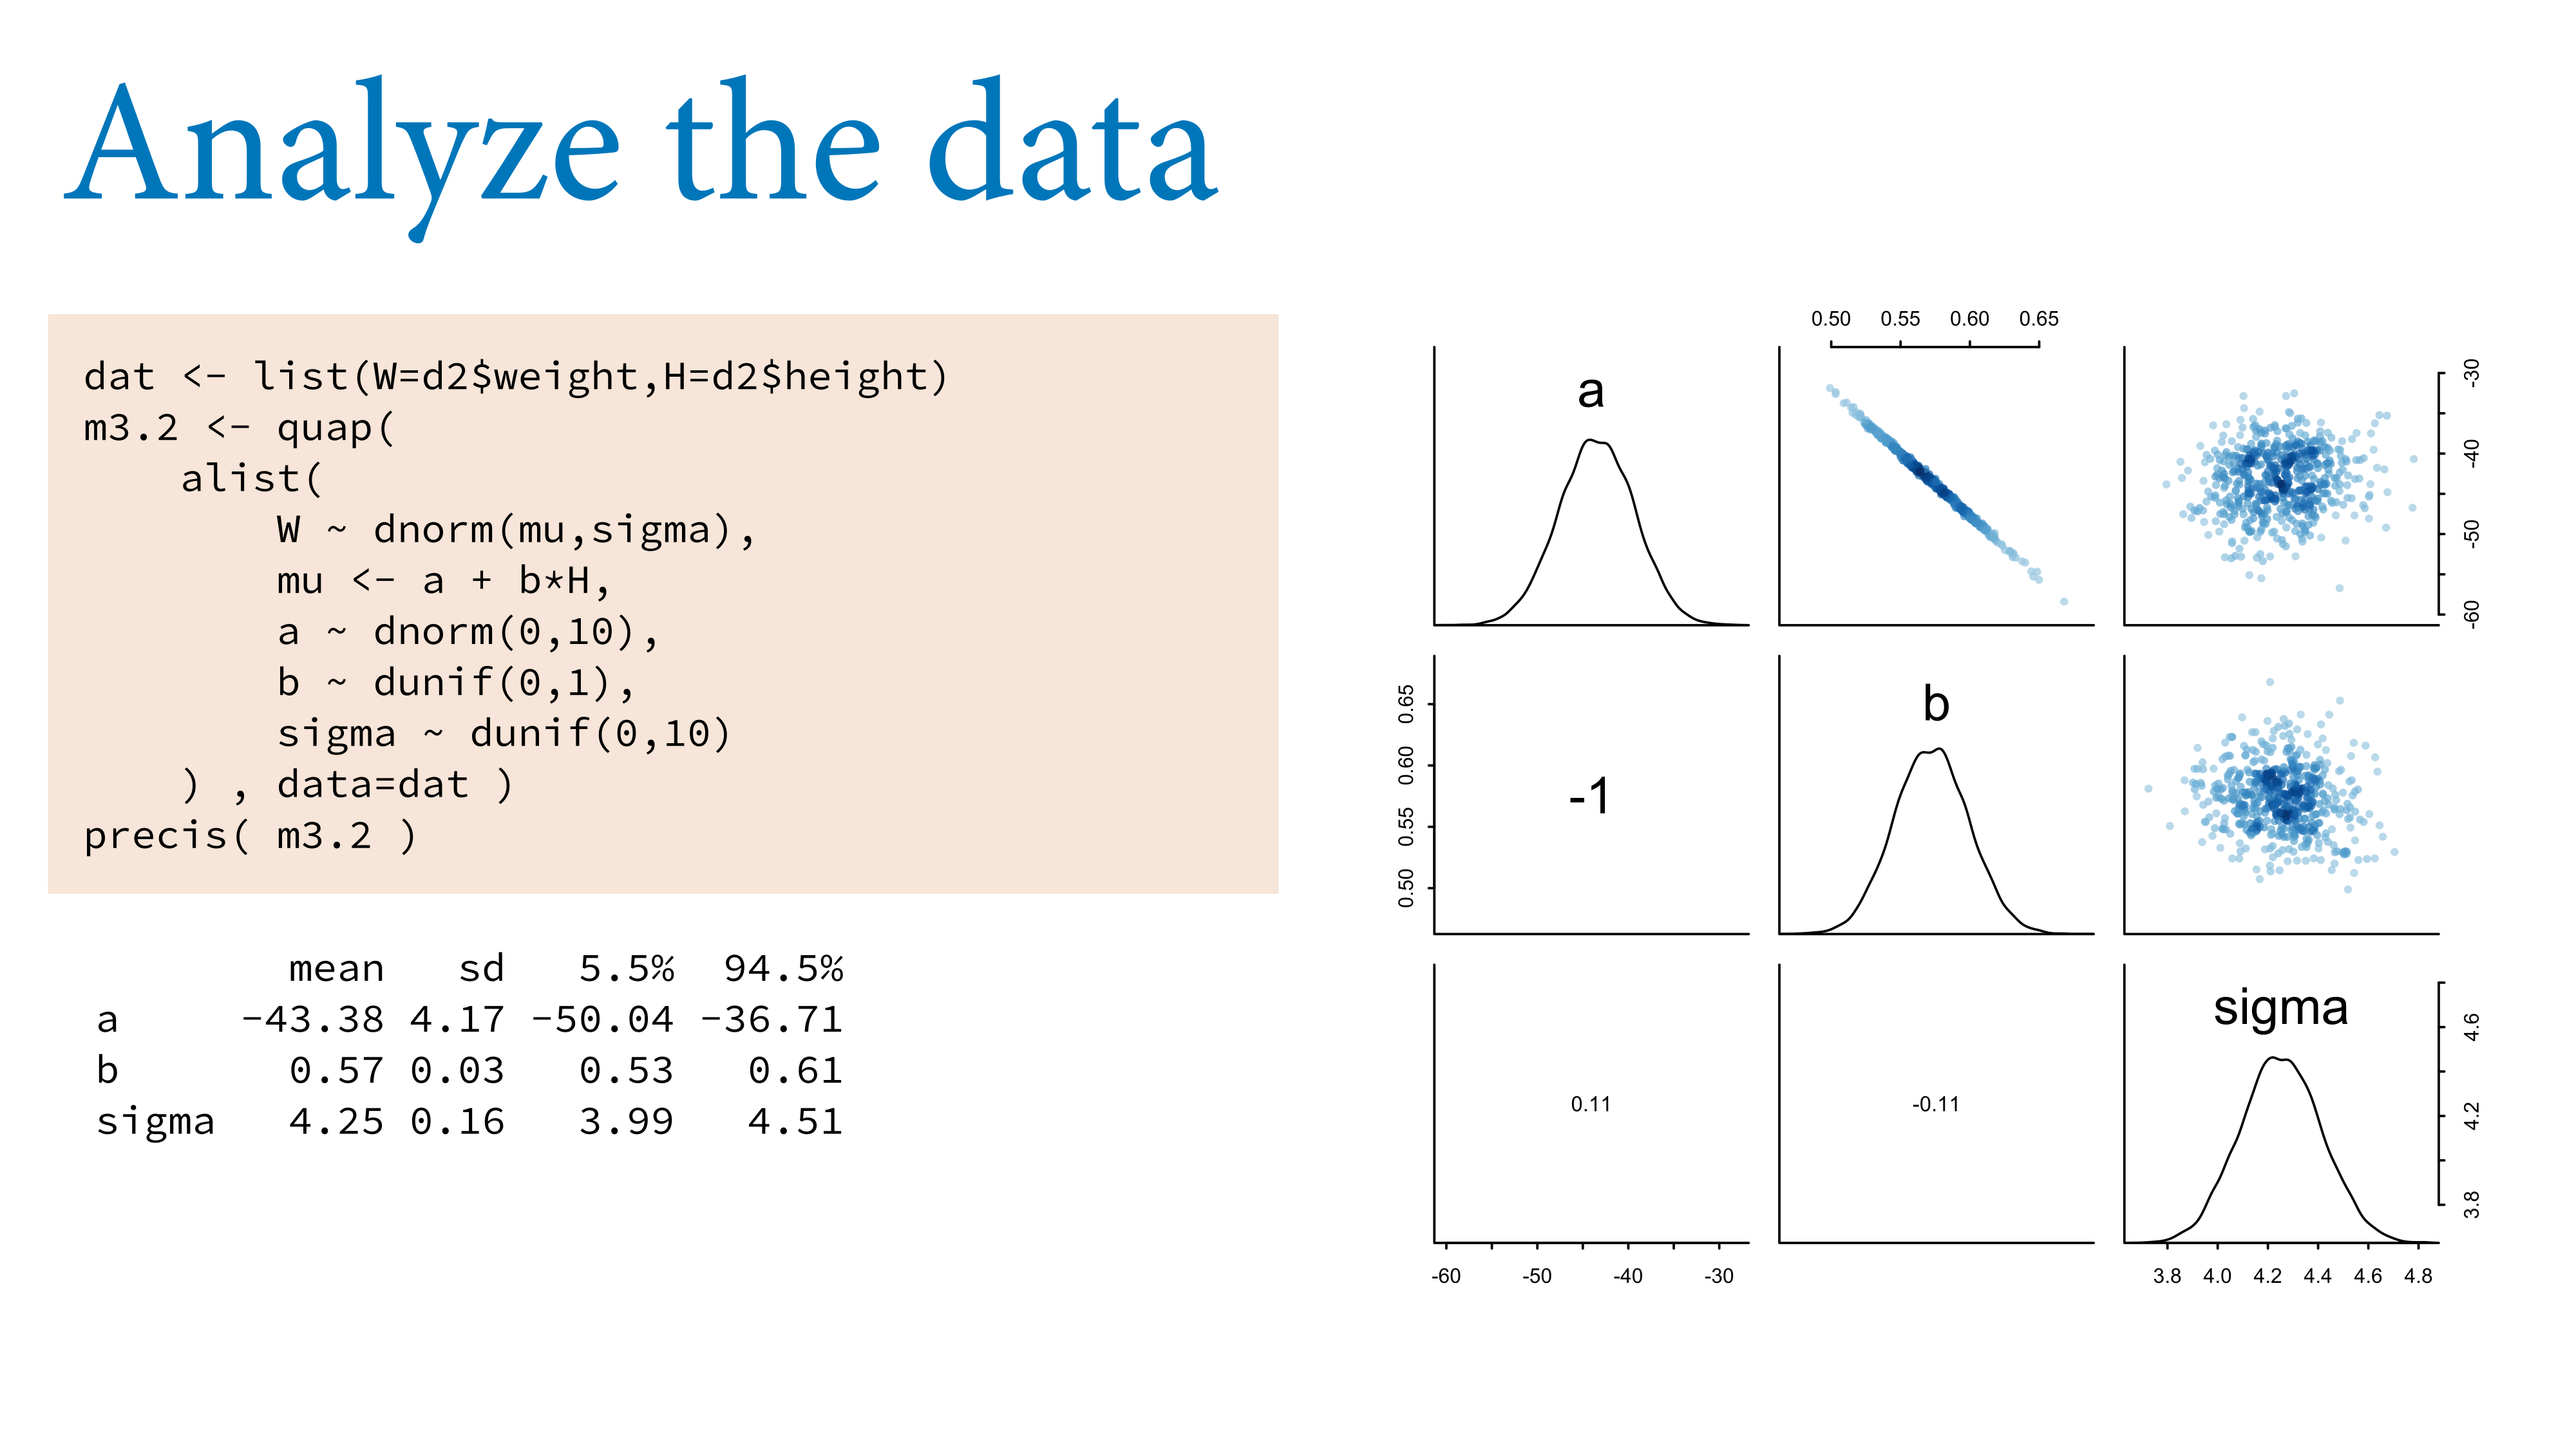 Analyze the data
dat <- list(W=d2$weight,H=d2$height)
m3.2 <- quap(
    alist(
        W ~ dnorm(mu,sigma),
        mu <- a + b*H,
        a ~ dnorm(0,10),
        b ~ dunif(0,1),
        sigma ~ dunif(0,10)
    ) , data=dat )
precis( m3.2 )
mean sd 5.5% 94.5%
a −43.38 4.17 −50.04 −36.71
b 0.57 0.03 0.53 0.61
sigma 4.25 0.16 3.99 4.51
0.50 0.55 0.60 0.65
a
-30
-40
-50
-60
0.65
0.60
0.55
0.50
-1
b
0.11
-0.11
sigma
4.6
4.2
3.8
-60 -50 -40 -30
3.8 4.0 4.2 4.4 4.6 4.8